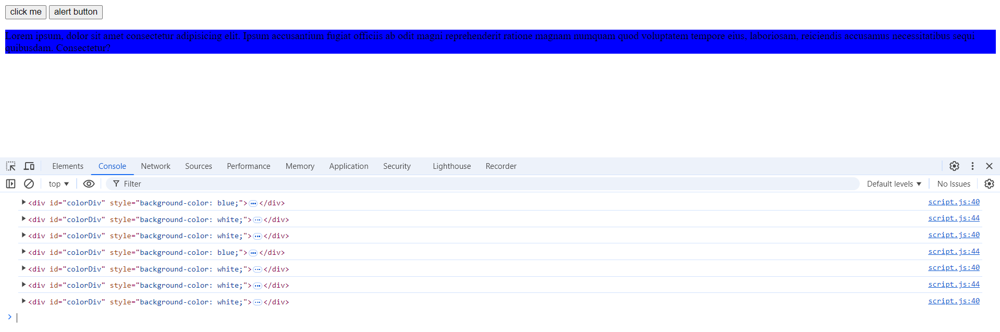 click me alert button
Lorem ipsum, dolor sit amet consectetur adipisicing elit. Ipsum accusantium fugiat officiis ab odit magni reprehenderit ratione magnam numquam quod voluptatem tempore eius, laboriosam, reiciendis accusamus necessitatibus sequi
quibusdam. Consectetur?
Elements Console Network Sources Performance Memory Application Security Lighthouse Recorder
top Filter Default levels No Issues
<div id="colorDiv" style="background-color: blue;">…</div> script.js:40
<div id="colorDiv" style="background-color: white;">…</div> script.js:44
<div id="colorDiv" style="background-color: white;">…</div> script.js:40
<div id="colorDiv" style="background-color: blue;">…</div> script.js:44
<div id="colorDiv" style="background-color: white;">…</div> script.js:40
<div id="colorDiv" style="background-color: white;">…</div> script.js:44
<div id="colorDiv" style="background-color: white;">…</div> script.js:40